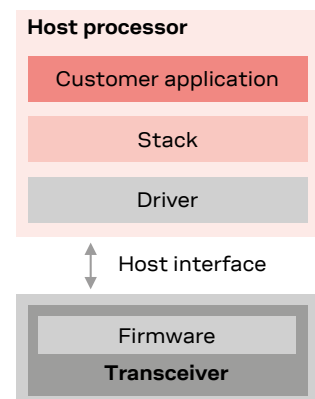 Host processor
Customer application
Stack
Driver
Host interface
Firmware
Transceiver